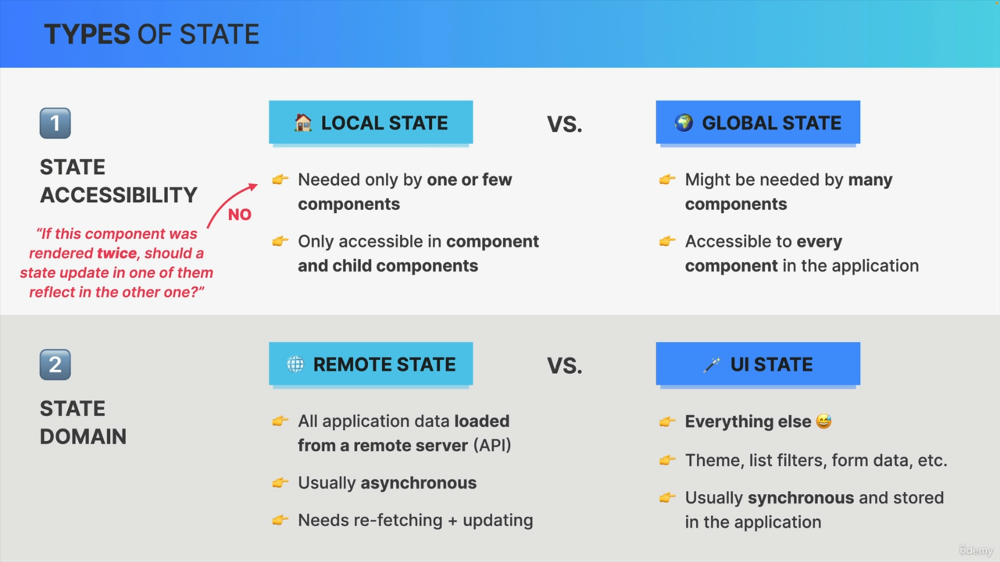 TYPES OF STATE
1
STATE
ACCESSIBILITY
“If this component was
rendered twice, should a
state update in one of them
reflect in the other one?”
NO
LOCAL STATE
Needed only by one or few
components
Only accessible in component
and child components
VS.
GLOBAL STATE
Might be needed by many
components
Accessible to every
component in the application
2
STATE
DOMAIN
REMOTE STATE
All application data loaded
from a remote server (API)
Usually asynchronous
Needs re-fetching + updating
VS.
UI STATE
Everything else 😅
Theme, list filters, form data, etc.
Usually synchronous and stored
in the application
ûdemy